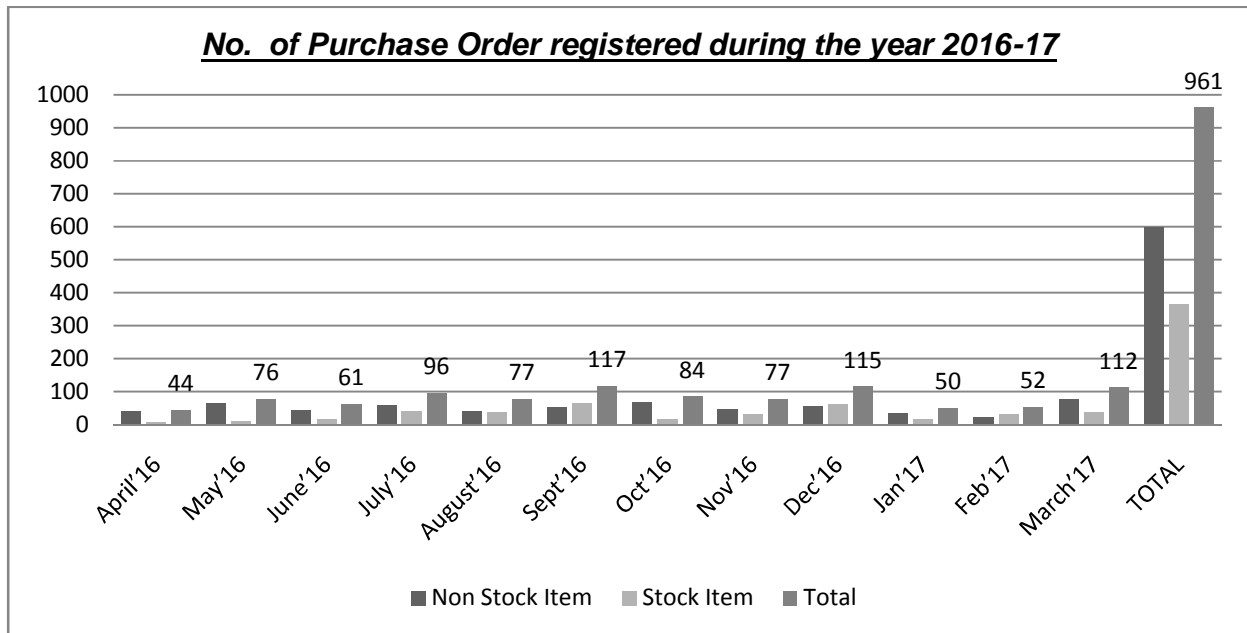 No. of Purchase Order registered during the year 2016-17
961
1000
900
800
700
600
500
400
300
200
100
0
44
76
61
96
77
117
84
77
115
50
52
112
April’16
May’16
June’16
July’16
August’16
Sept’16
Oct’16
Nov’16
Dec’16
Jan’17
Feb’17
March’17
TOTAL
Non Stock Item
Stock Item
Total